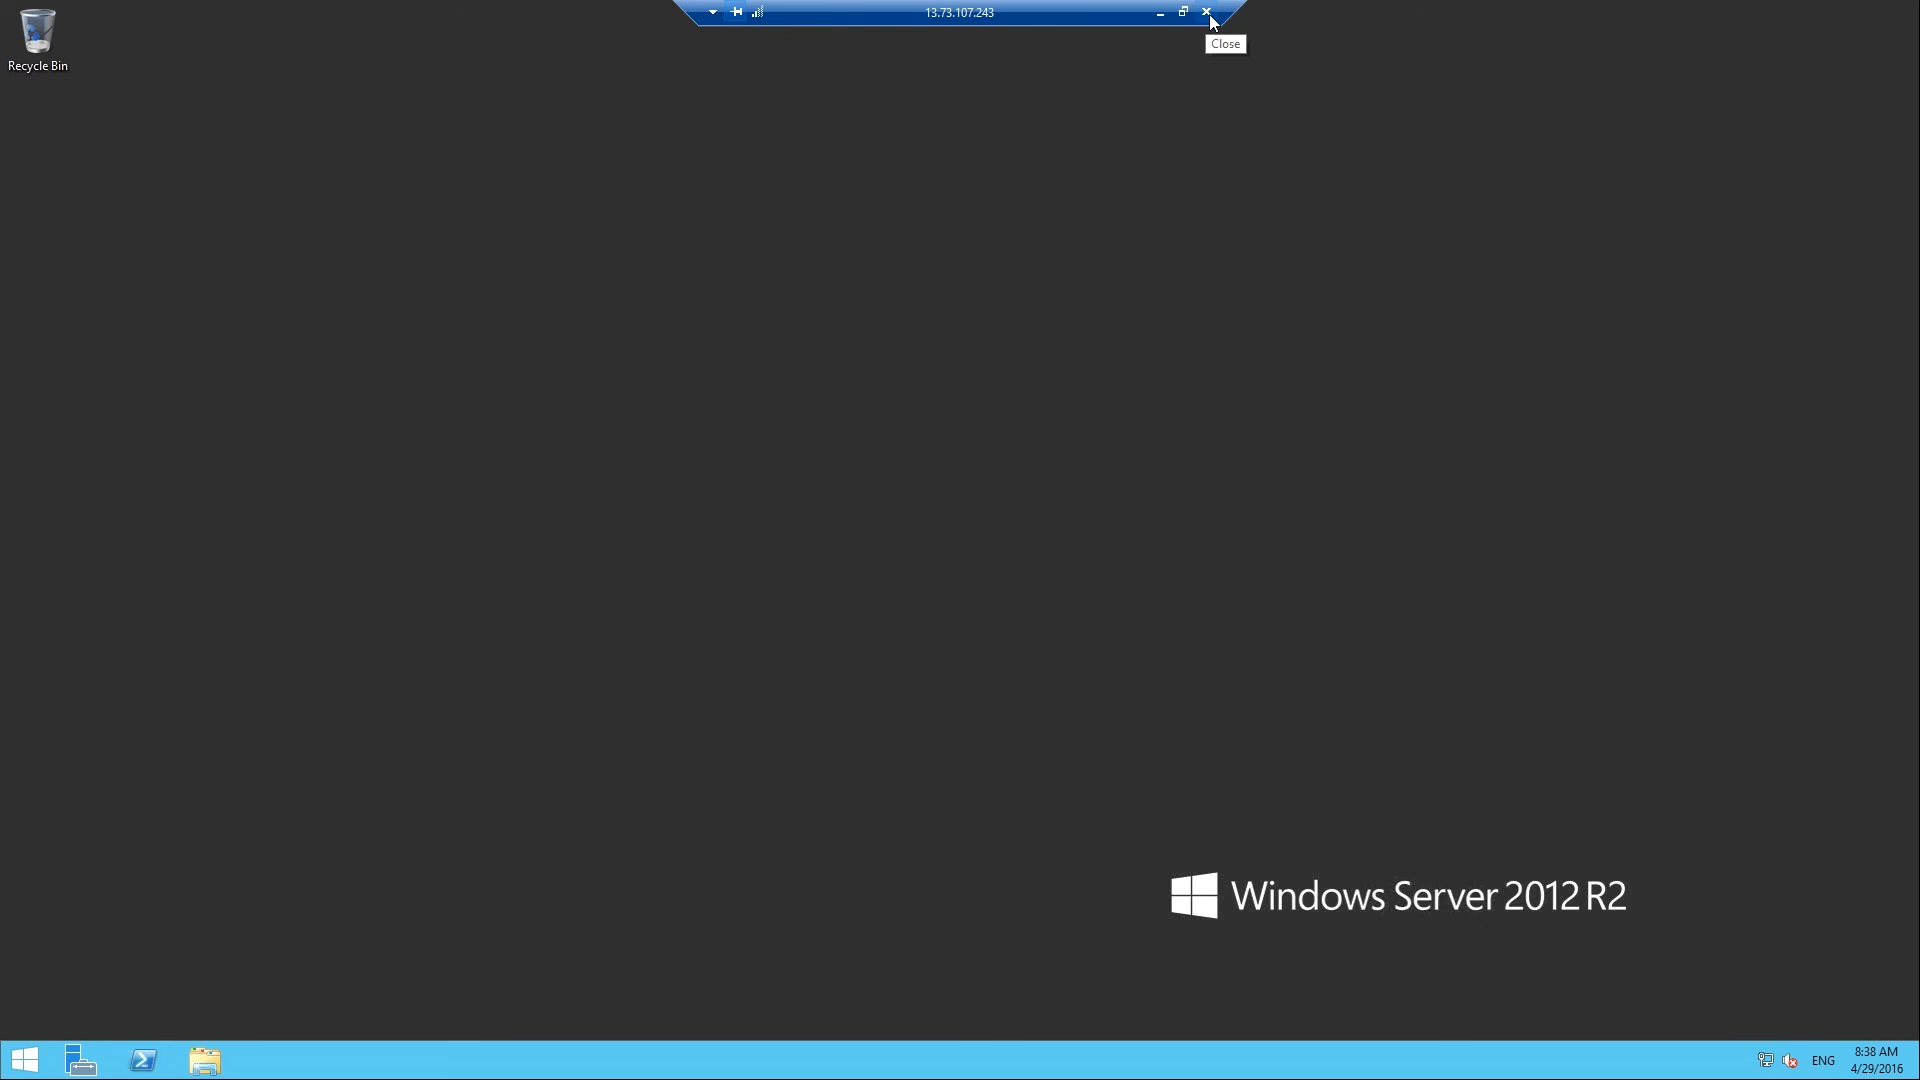 13.73.107.243
Close
Recycle Bin
Windows Server 2012 R2
ENG
8:38 AM
4/29/2016